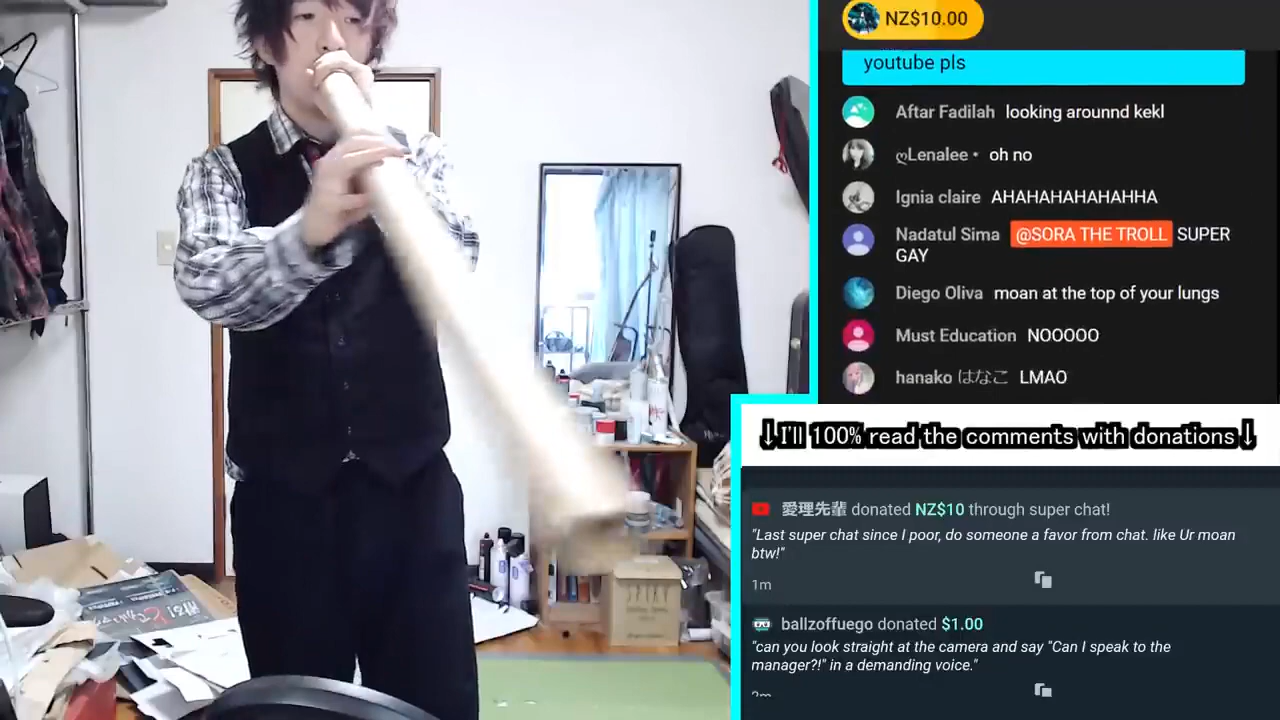 NZ$10.00
youtube pls
Aftar Fadilah looking arounnd kekl
ღLenalee • oh no
Ignia claire AHAHAHAHAHAHHA
Nadatul Sima @SORA THE TROLL SUPER
GAY
Diego Oliva moan at the top of your lungs
Must Education NOOOOO
hanako はなこ LMAO
↓I'll 100% read the comments with donations↓
愛理先輩 donated NZ$10 through super chat!
"Last super chat since I poor, do someone a favor from chat. like Ur moan
btw!"
1m
ballzoffuego donated $1.00
"can you look straight at the camera and say "Can I speak to the
manager?!" in a demanding voice."
2m